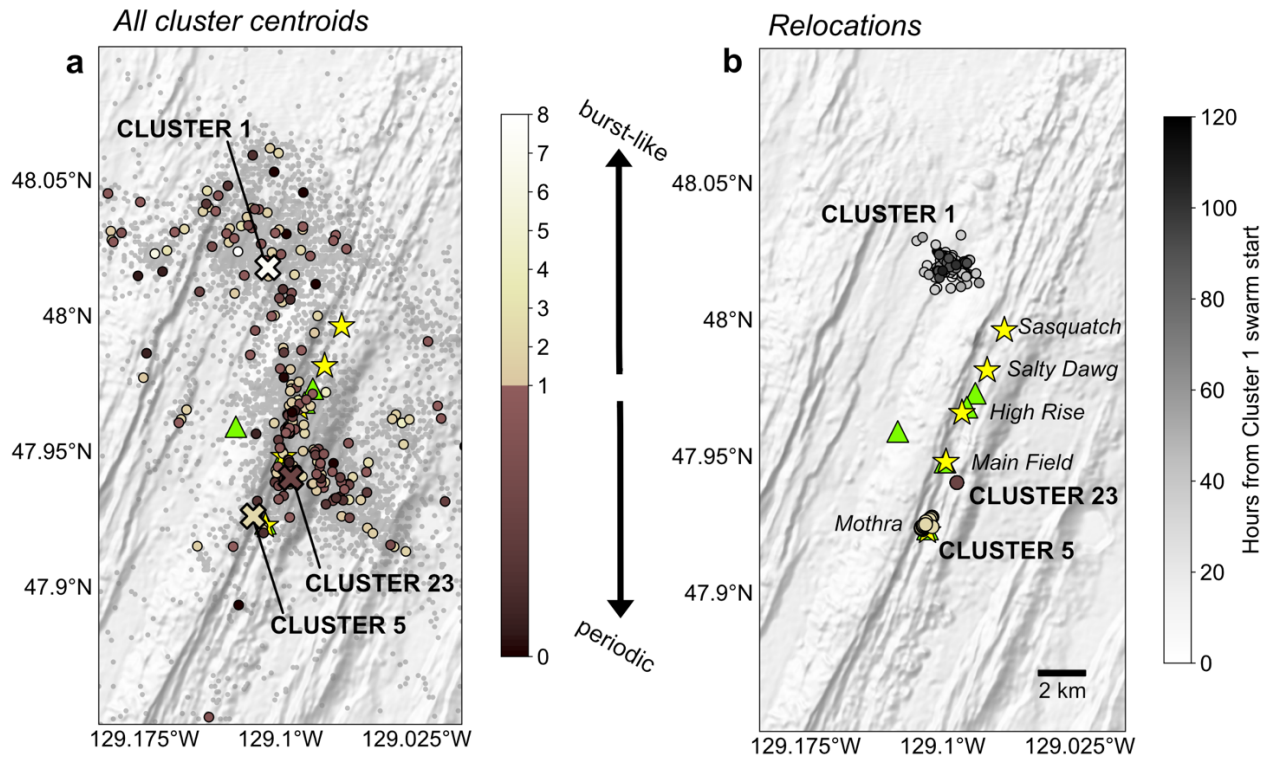 All cluster centroids
a
CLUSTER 1
48.05°N
48°N
47.95°N
47.9°N
CLUSTER 23
CLUSTER 5
129.175°W
129.1°W
129.025°W
8
7
6
5
4
3
2
1
0
burst-like
periodic
Relocations
b
48.05°N
48°N
47.95°N
47.9°N
CLUSTER 1
Sasquatch
Salty Dawg
High Rise
Main Field
CLUSTER 23
Mothra
CLUSTER 5
2 km
129.175°W
129.1°W
129.025°W
120
100
80
60
40
20
0
Hours from Cluster 1 swarm start